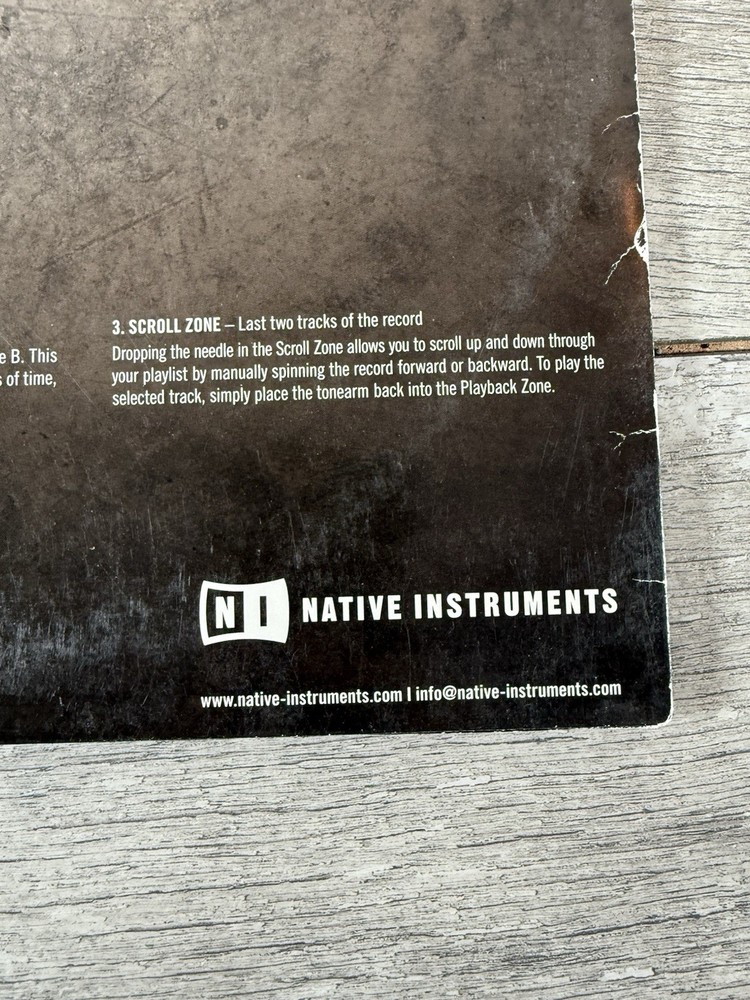 e B. This
s of time,
3. SCROLL ZONE – Last two tracks of the record
Dropping the needle in the Scroll Zone allows you to scroll up and down through
your playlist by manually spinning the record forward or backward. To play the
selected track, simply place the tonearm back into the Playback Zone.
NI NATIVE INSTRUMENTS
www.native-instruments.com I info@native-instruments.com